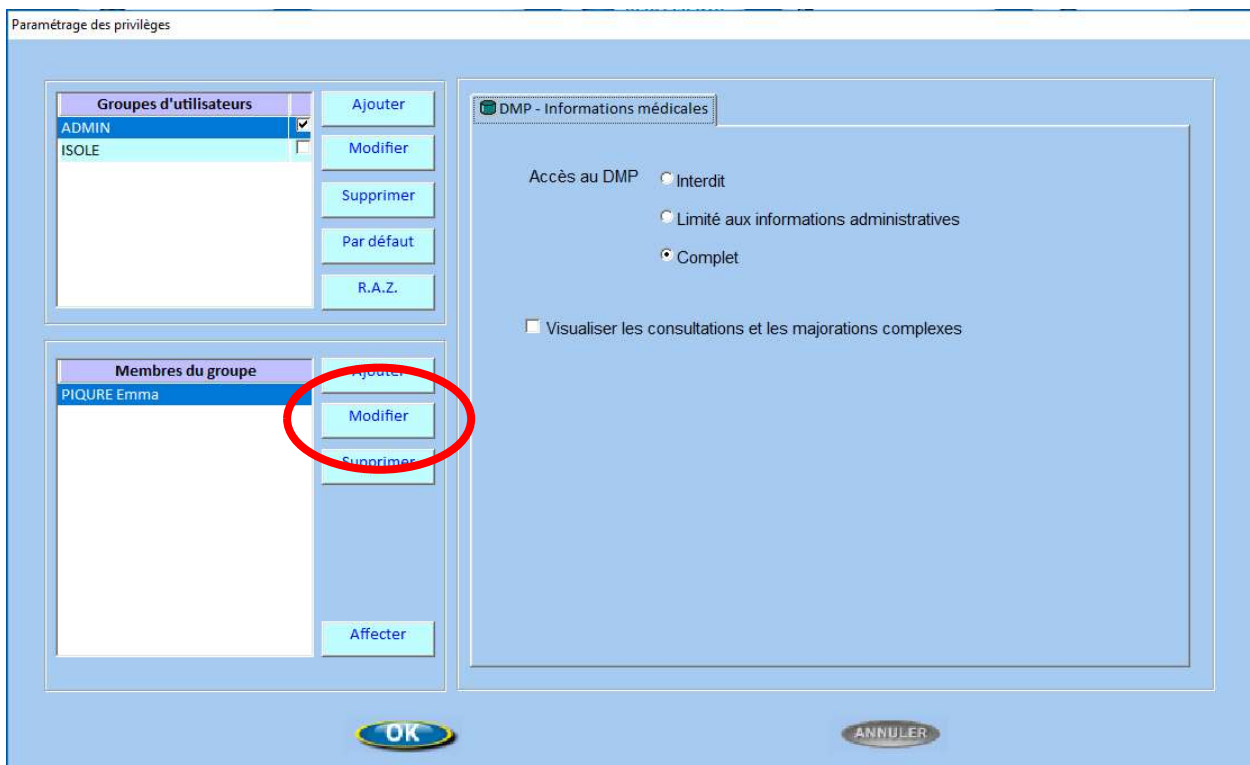 Paramétrage des privilèges
Groupes d'utilisateurs
ADMIN
ISOLE
Ajouter
Modifier
Supprimer
Par défaut
R.A.Z.
Membres du groupe
PIQURE Emma
Ajouter
Modifier
Supprimer
Affecter
DMP - Informations médicales
Accès au DMP
Interdit
Limité aux informations administratives
Complet
Visualiser les consultations et les majorations complexes
OK
ANNULER